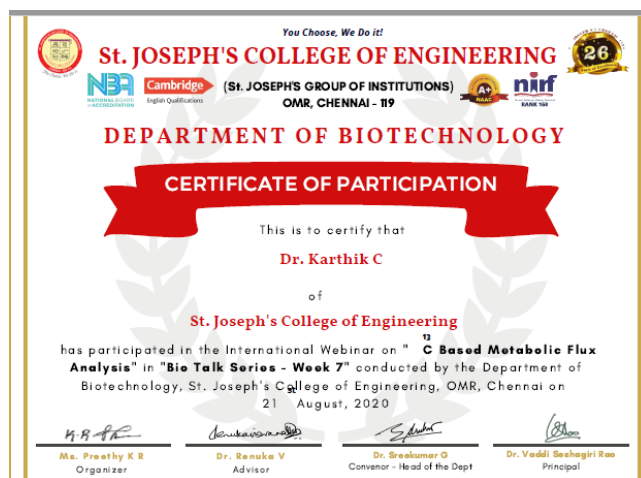 You Choose, We Do it!
St. JOSEPH'S COLLEGE OF ENGINEERING
26
NBA
NATIONAL BOARD
of ACCREDITATION
Cambridge
English Qualifications
(St. JOSEPH'S GROUP OF INSTITUTIONS)
OMR, CHENNAI - 119
A+
NAAC
nirf
RANK 160
DEPARTMENT OF BIOTECHNOLOGY
CERTIFICATE OF PARTICIPATION
This is to certify that
Dr. Karthik C
of
St. Joseph's College of Engineering
has participated in the International Webinar on " 13C Based Metabolic Flux
Analysis" in "Bio Talk Series - Week 7" conducted by the Department of
Biotechnology, St. Joseph's College of Engineering, OMR, Chennai on
21st August, 2020
Ms. Preethy K R
Organizer
Dr. Renuka V
Advisor
Dr. Sreekumar G
Convenor - Head of the Dept
Dr. Vaddi Seshagiri Rao
Principal